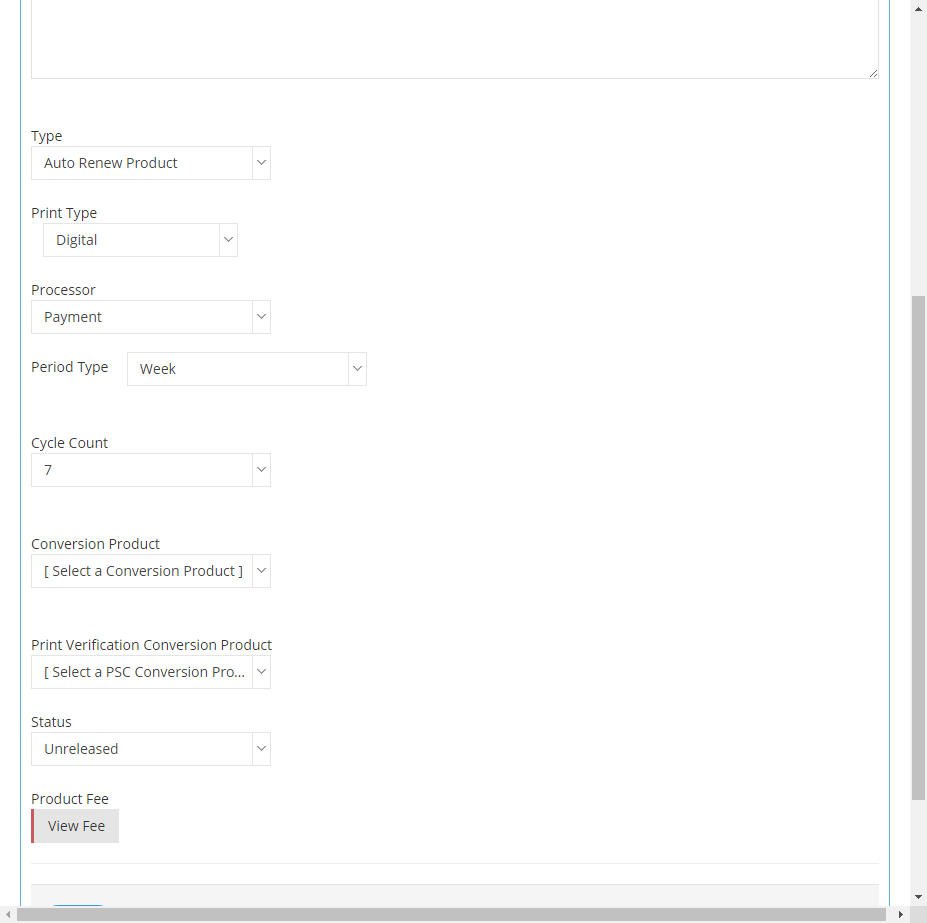 Type
Auto Renew Product
Print Type
Digital
Processor
Payment
Period Type
Week
Cycle Count
7
Conversion Product
[ Select a Conversion Product ]
Print Verification Conversion Product
[ Select a PSC Conversion Pro...
Status
Unreleased
Product Fee
View Fee